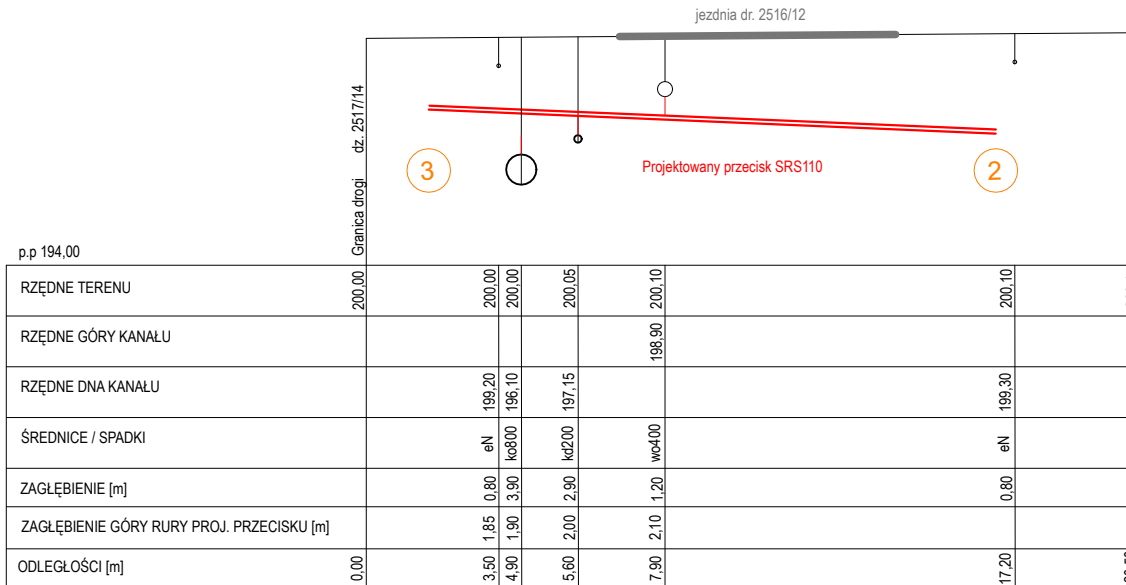 jezdnia dr. 2516/12
Granica drogi dz. 2517/14
3
2
Projektowany przecisk SRS110
p.p 194,00
RZĘDNE TERENU 200,00 200,00 200,00 200,05 200,10 200,10
RZĘDNE GÓRY KANAŁU 198,90
RZĘDNE DNA KANAŁU 199,20 196,10 197,15 199,30
ŚREDNICE / SPADKI eN ko800 kd200 wo400 eN
ZAGŁĘBIENIE [m] 0,80 3,90 2,90 1,20 0,80
ZAGŁĘBIENIE GÓRY RURY PROJ. PRZECISKU [m] 1,85 1,90 2,00 2,10
ODLEGŁOŚCI [m] 0,00 3,50 4,90 5,60 7,90 17,20